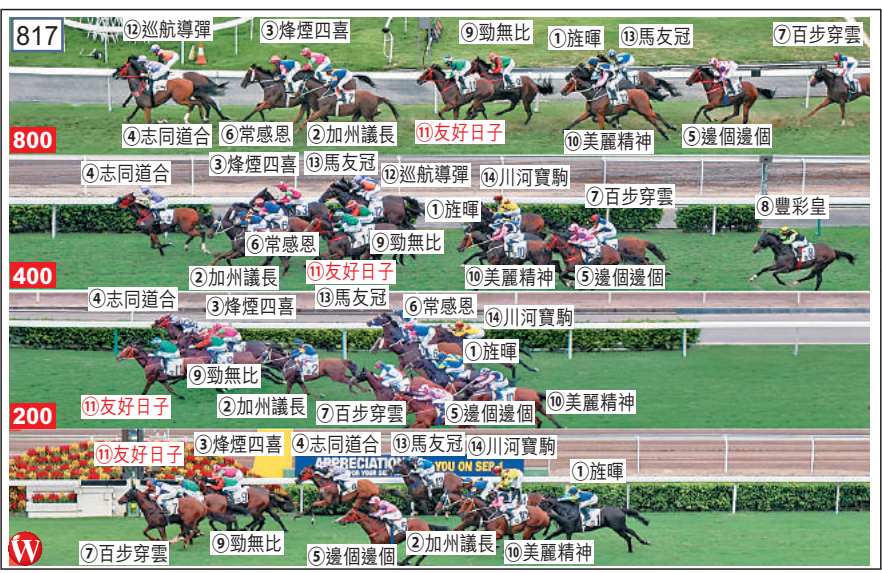 817
⑫巡航導彈 ③烽煙四喜 ⑨勁無比 ①旌暉 ⑬馬友冠 ⑦百步穿雲
800 ④志同道合 ⑥常感恩 ②加州議長 ⑪友好日子 ⑩美麗精神 ⑤邊個邊個
④志同道合 ③烽煙四喜 ⑬馬友冠 ⑫巡航導彈 ⑭川河寶駒 ⑦百步穿雲
①旌暉 ⑧豐彩皇
⑥常感恩 ⑨勁無比
400 ②加州議長 ⑪友好日子 ⑩美麗精神 ⑤邊個邊個
④志同道合 ③烽煙四喜 ⑬馬友冠 ⑥常感恩 ⑭川河寶駒
⑨勁無比 ①旌暉
200 ⑪友好日子 ②加州議長 ⑦百步穿雲 ⑤邊個邊個 ⑩美麗精神
⑪友好日子 ③烽煙四喜 ④志同道合 ⑬馬友冠 ⑭川河寶駒
APPRECIATIO YOU ON SEP
①旌暉
W ⑦百步穿雲 ⑨勁無比 ⑤邊個邊個 ②加州議長 ⑩美麗精神